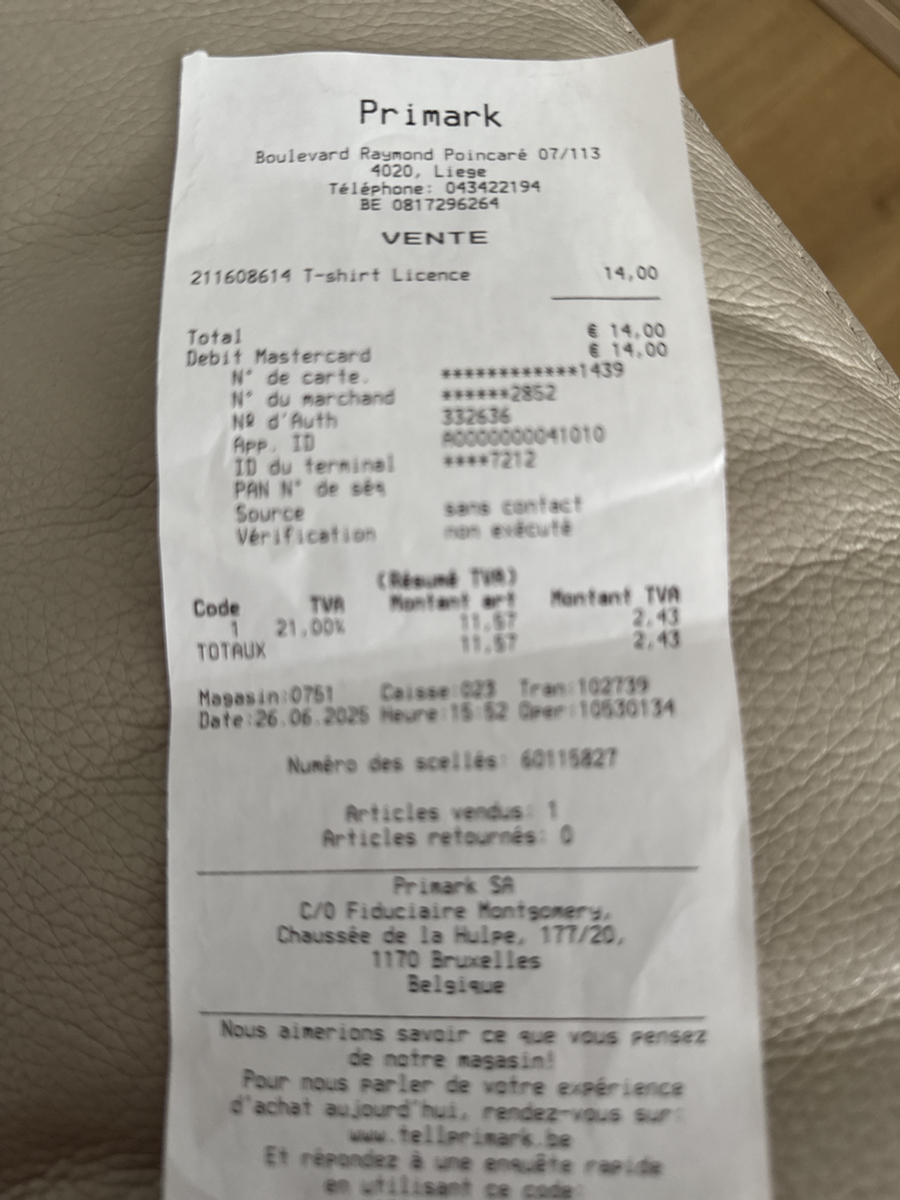 Primark
Boulevard Raymond Poincaré 07/113
4020, Liege
Téléphone: 043422194
BE 0817296264
VENTE
211608614 T-shirt Licence 14,00
Total € 14,00
Debit Mastercard € 14,00
N° de carte. ************1439
N° du marchand ******2852
Nº d'Auth 332636
App. ID A0000000041010
ID du terminal ****7212
PAN N° de séq
Source sans contact
Vérification non exécuté
(Résumé TVA)
Code TVA Montant art Montant TVA
1 21,00% 11,57 2,43
TOTAUX 11,57 2,43
Magasin:0751 Caisse:023 Tran:102739
Date:26.06.2025 Heure:15:52 Oper:10530134
Numéro des scellés: 60115827
Articles vendus: 1
Articles retournés: 0
Primark SA
C/O Fiduciaire Montgomery,
Chaussée de la Hulpe, 177/20,
1170 Bruxelles
Belgique
Nous aimerions savoir ce que vous pensez
de notre magasin!
Pour nous parler de votre expérience
d'achat aujourd'hui, rendez-vous sur:
www.tellprimark.be
Et répondez à une enquête rapide
en utilisant ce code: